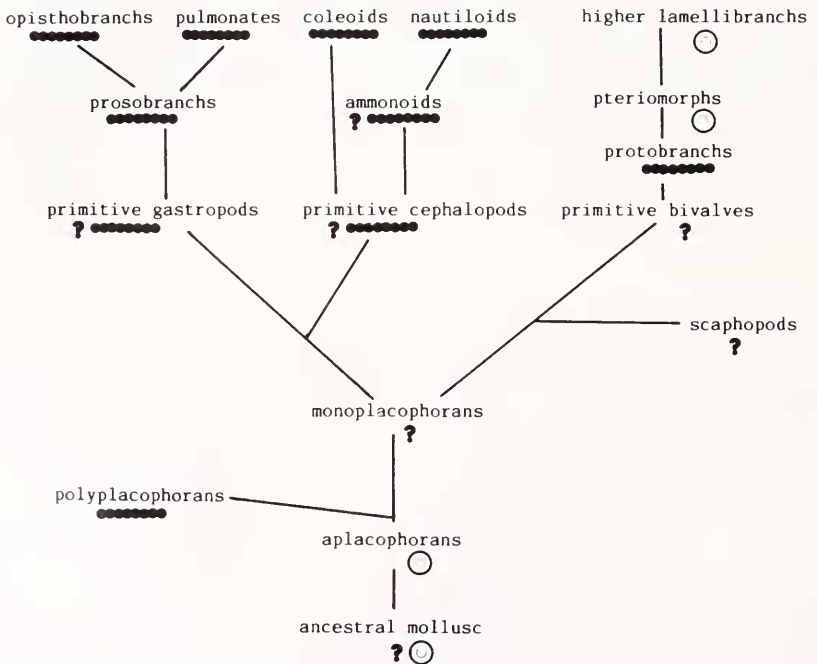 opisthobranchs pulmonates coleoids nautiloids higher lamellibranchs
prosobranchs ? ammonoids pteriomorphs
protobranchs
primitive gastropods primitive cephalopods primitive bivalves
? ? ?
scaphopods
?
monoplacophorans
?
polyplacophorans
aplacophorans
ancestral mollusc
?